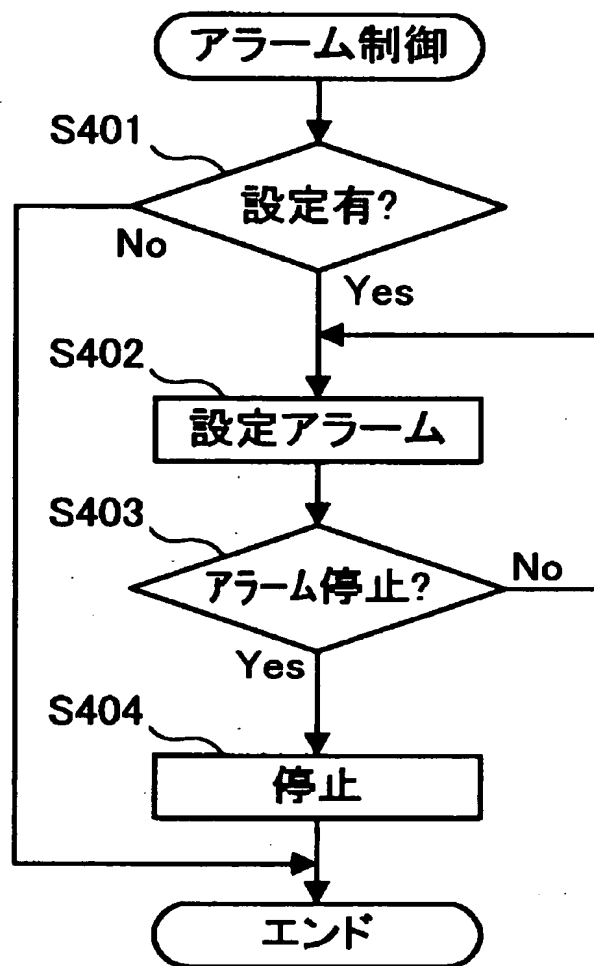 アラーム制御
S401
設定有?
No
Yes
S402
設定アラーム
S403
アラーム停止?
No
Yes
S404
停止
エンド